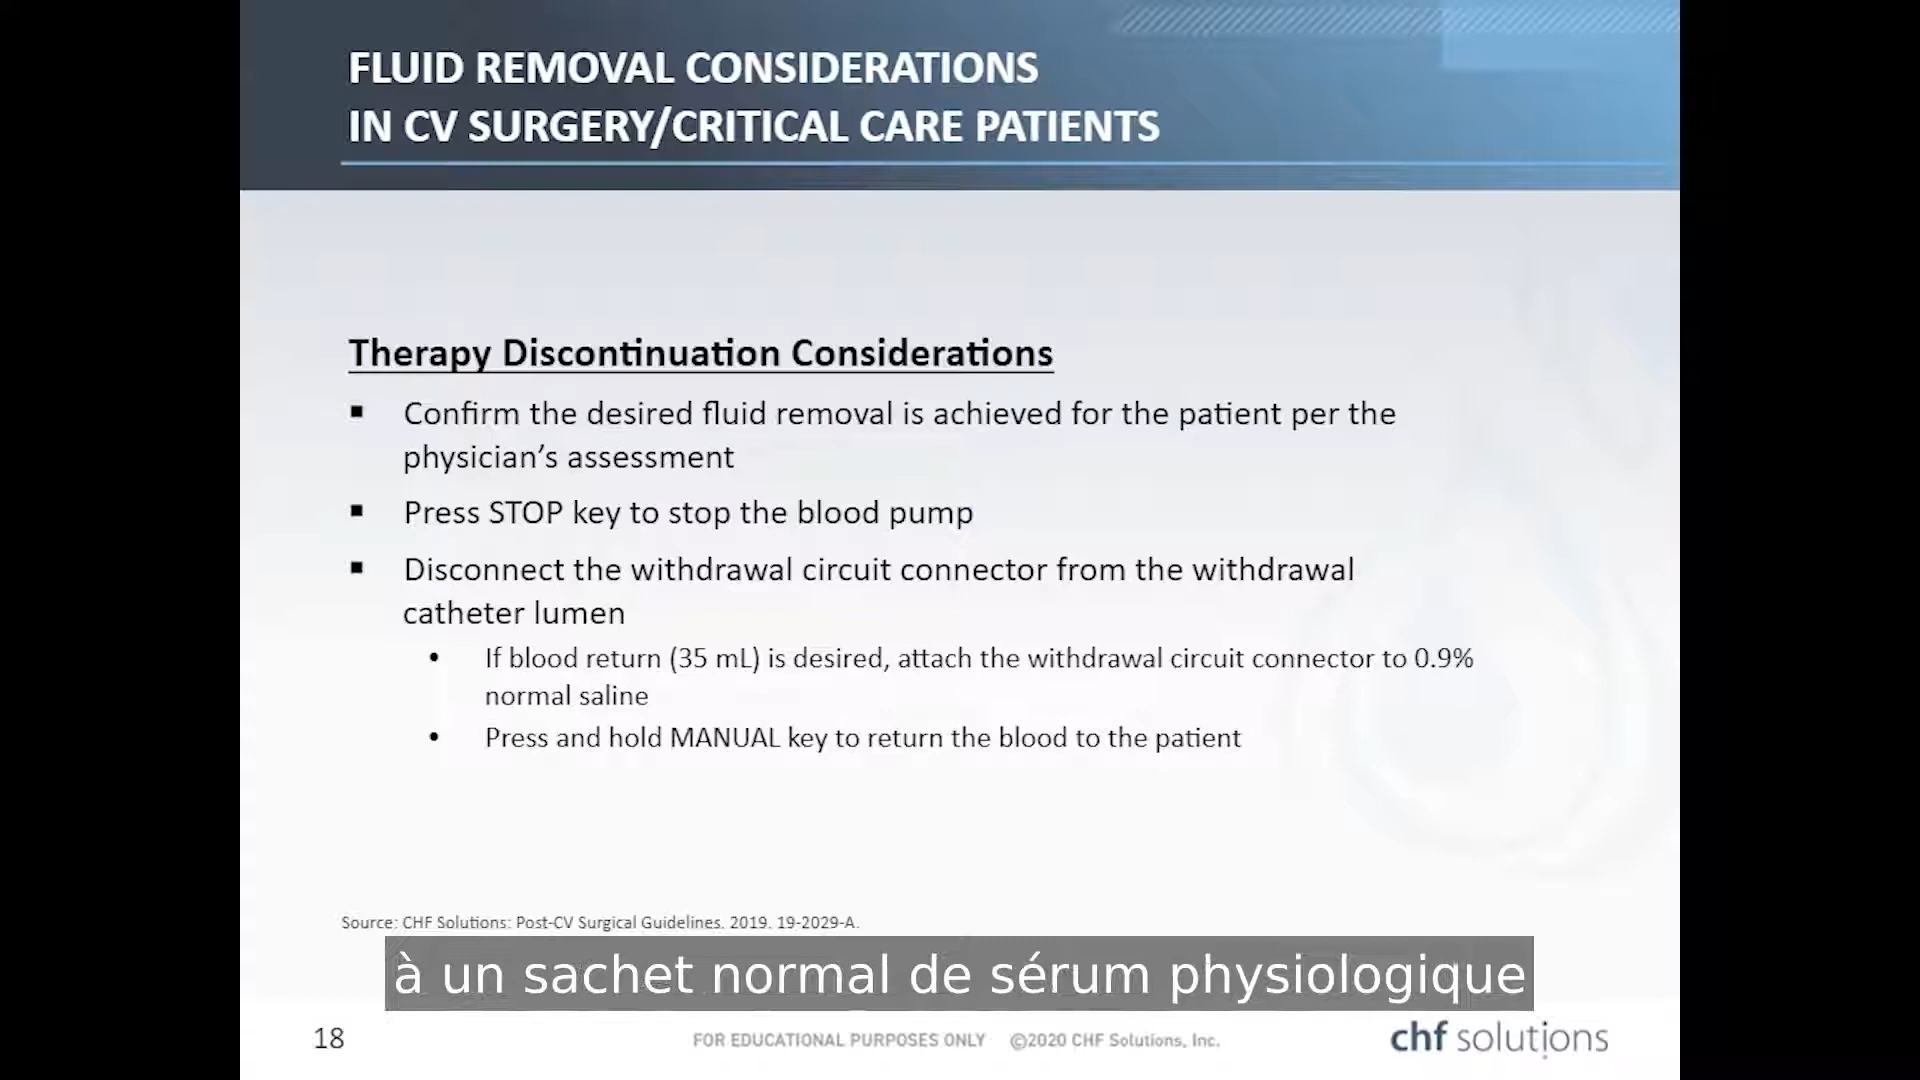 FLUID REMOVAL CONSIDERATIONS
IN CV SURGERY/CRITICAL CARE PATIENTS
Therapy Discontinuation Considerations
▪ Confirm the desired fluid removal is achieved for the patient per the
physician’s assessment
▪ Press STOP key to stop the blood pump
▪ Disconnect the withdrawal circuit connector from the withdrawal
catheter lumen
• If blood return (35 mL) is desired, attach the withdrawal circuit connector to 0.9%
normal saline
• Press and hold MANUAL key to return the blood to the patient
Source: CHF Solutions: Post-CV Surgical Guidelines. 2019. 19-2029-A.
à un sachet normal de sérum physiologique
18
FOR EDUCATIONAL PURPOSES ONLY ©2020 CHF Solutions, Inc.
chf solutions